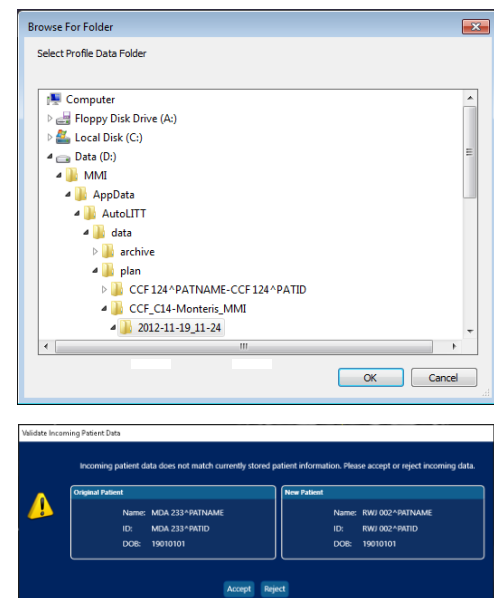 Browse For Folder
Select Profile Data Folder
Computer
Floppy Disk Drive (A:)
Local Disk (C:)
Data (D:)
MMI
AppData
AutoLITT
data
archive
plan
CCF 124^PATNAME-CCF 124^PATID
CCF_C14-Monteris_MMI
2012-11-19_11-24
OK Cancel
Validate Incoming Patient Data
Incoming patient data does not match currently stored patient information. Please accept or reject incoming data.
Original Patient
Name: MDA 233^PATNAME
ID: MDA 233^PATID
DOB: 19010101
New Patient
Name: RWJ 002^PATNAME
ID: RWJ 002^PATID
DOB: 19010101
Accept Reject